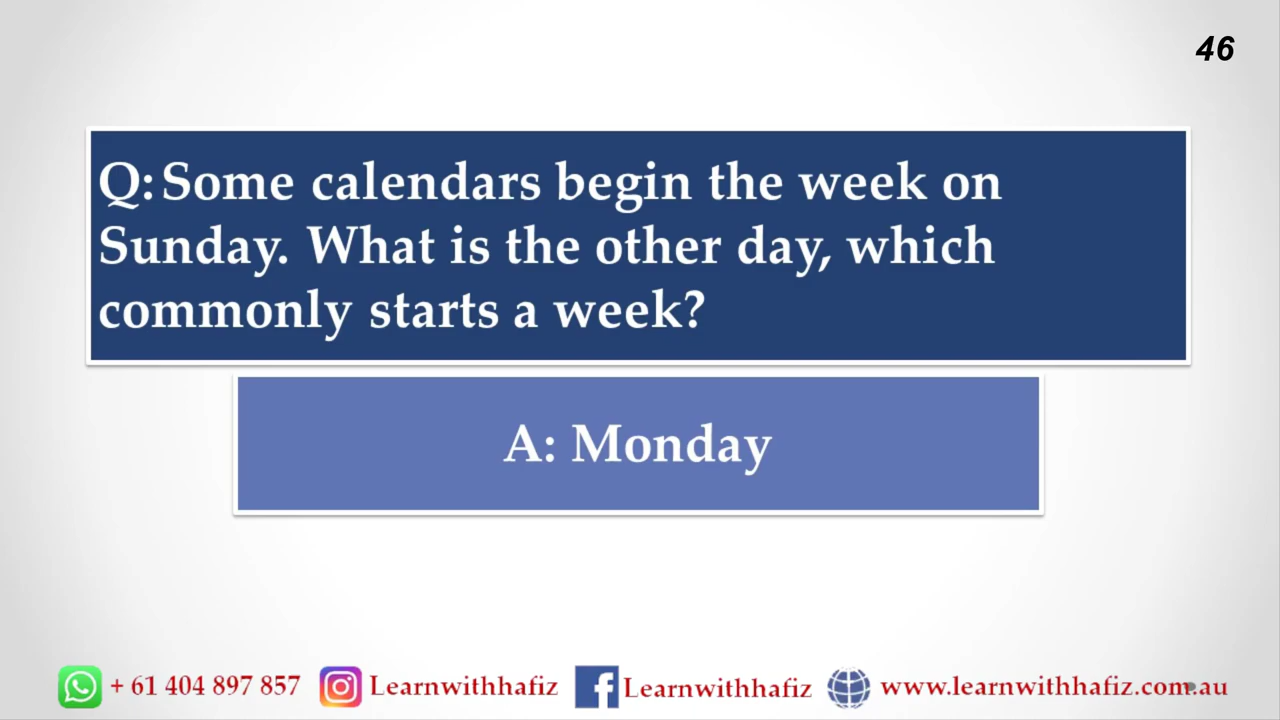 46
Q: Some calendars begin the week on
Sunday. What is the other day, which
commonly starts a week?
A: Monday
+ 61 404 897 857 Learnwithhafiz Learnwithhafiz www.learnwithhafiz.com.au